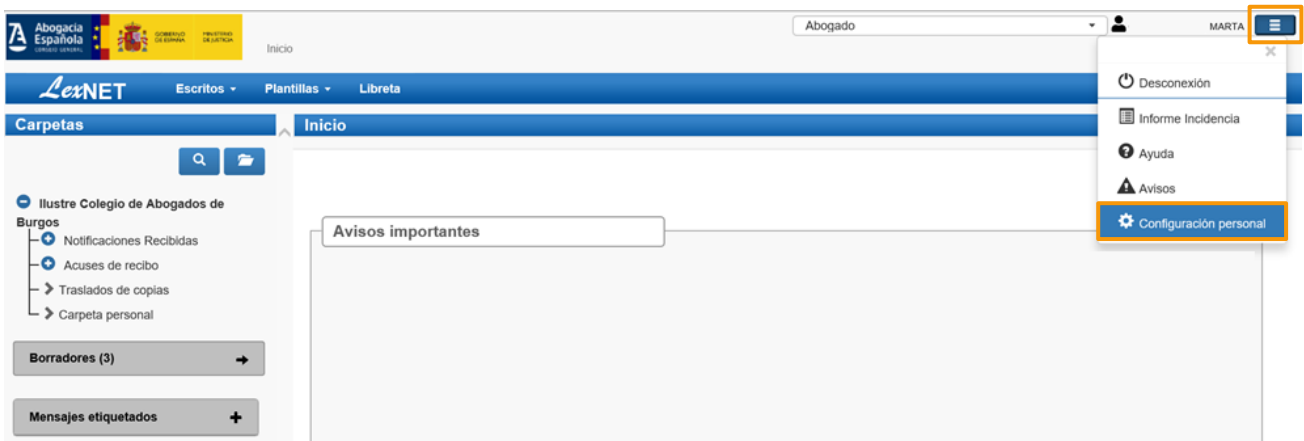 Abogacía
Española
CONSEJO GENERAL
GOBIERNO
DE ESPAÑA
MINISTERIO
DE JUSTICIA
Inicio
Abogado
MARTA
LexNET
Escritos
Plantillas
Libreta
Desconexión
Informe Incidencia
Ayuda
Avisos
Configuración personal
Carpetas
Inicio
Ilustre Colegio de Abogados de
Burgos
Notificaciones Recibidas
Acuses de recibo
Traslados de copias
Carpeta personal
Borradores (3)
Mensajes etiquetados
Avisos importantes